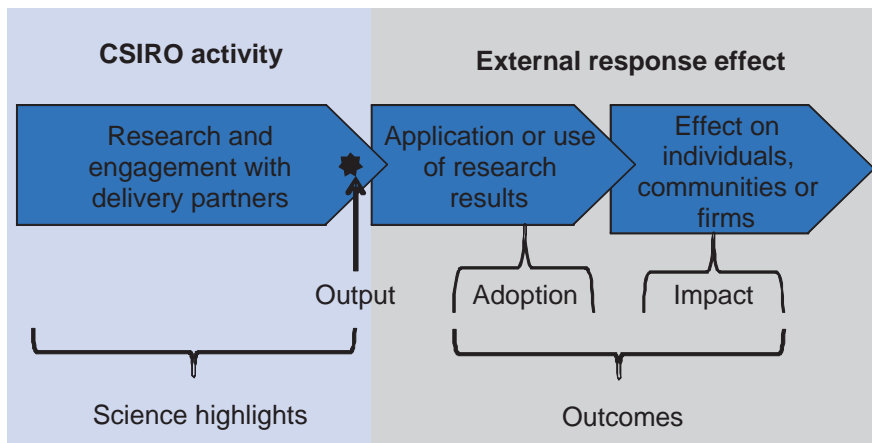 CSIRO activity
External response effect
Research and
engagement with
delivery partners
Application or use
of research
results
Effect on
individuals,
communities or
firms
Output
Adoption
Impact
Science highlights
Outcomes